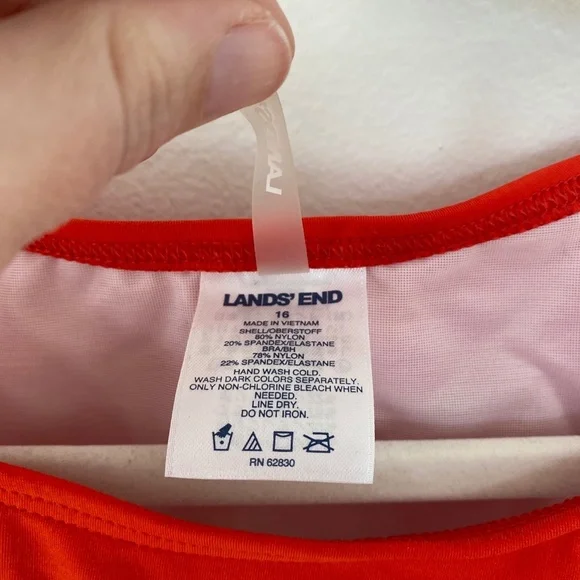 LANDS'
LANDS' END
16
MADE IN VIETNAM
SHELL/OBERSTOFF
80% NYLON
20% SPANDEX/ELASTANE
BRA/BH
78% NYLON
22% SPANDEX/ELASTANE
HAND WASH COLD.
WASH DARK COLORS SEPARATELY.
ONLY NON-CHLORINE BLEACH WHEN
NEEDED.
LINE DRY.
DO NOT IRON.
RN 62830